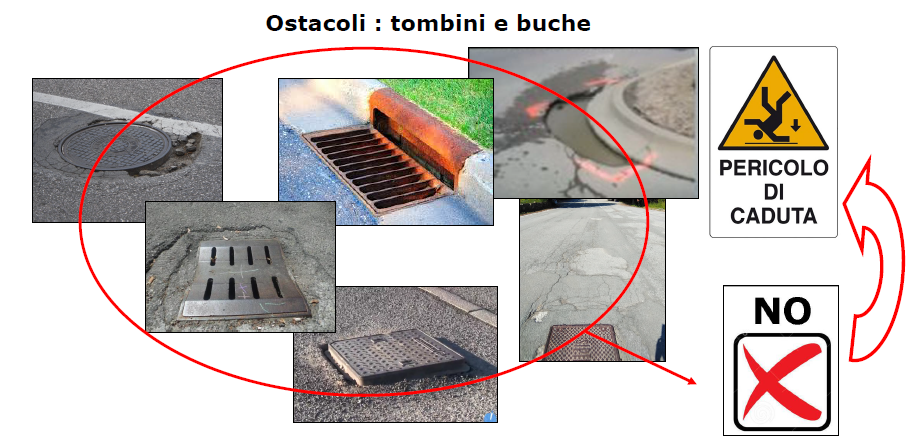 Ostacoli : tombini e buche
PERICOLO
DI
CADUTA
NO